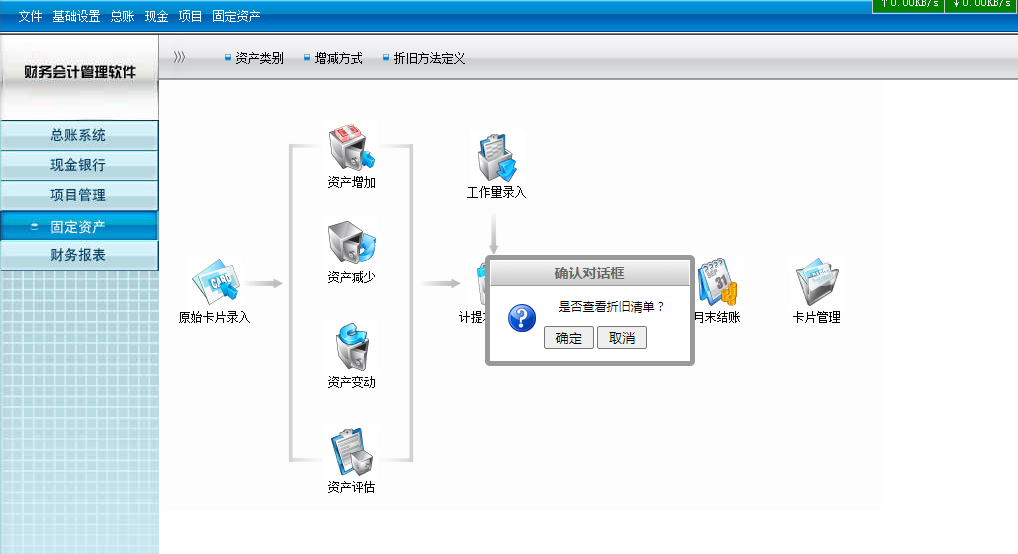 文件 基础设置 总账 现金 项目 固定资产
↑0.00KB/s ↓0.00KB/s
财务会计管理软件
》 资产类别 增减方式 折旧方法定义
总账系统
现金银行
项目管理
固定资产
财务报表
资产增加
工作量录入
资产减少
原始卡片录入
计提
月末结账
卡片管理
资产变动
资产评估
确认对话框
是否查看折旧清单？
确定 取消